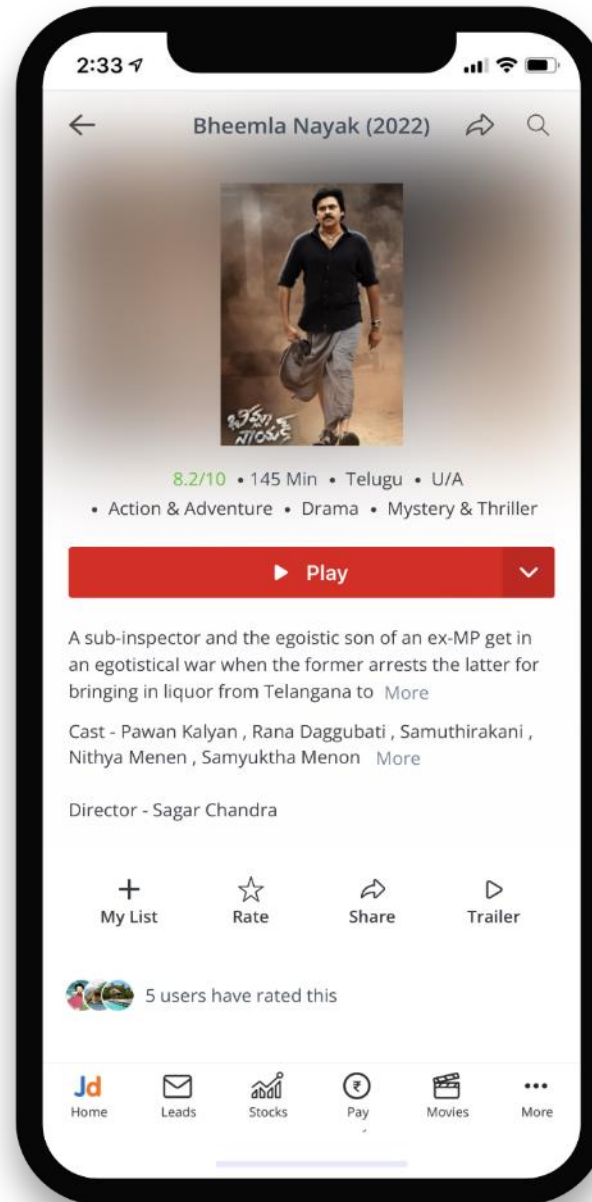 2:33
Bheemla Nayak (2022)
భీమ్లా
నాయక్
8.2/10 • 145 Min • Telugu • U/A
• Action & Adventure • Drama • Mystery & Thriller
Play
A sub-inspector and the egoistic son of an ex-MP get in
an egotistical war when the former arrests the latter for
bringing in liquor from Telangana to More
Cast - Pawan Kalyan , Rana Daggubati , Samuthirakani ,
Nithya Menen , Samyuktha Menon More
Director - Sagar Chandra
My List Rate Share Trailer
5 users have rated this
Jd
Home Leads Stocks Pay Movies More